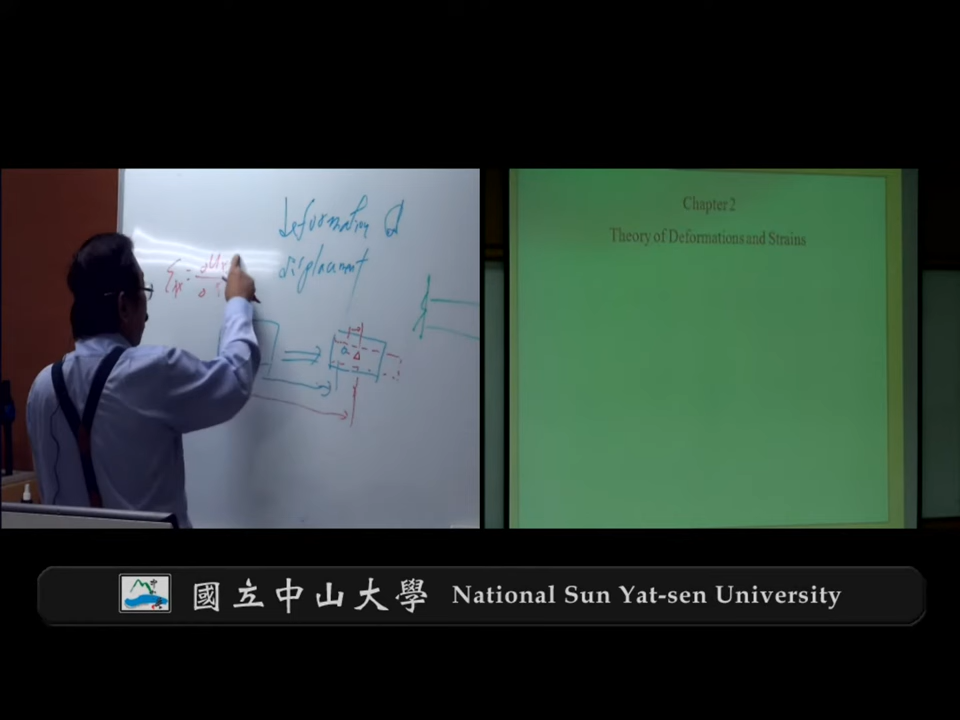 deformation &
displacement
a
Δ
Chapter 2
Theory of Deformations and Strains
國立中山大學 National Sun Yat-sen University